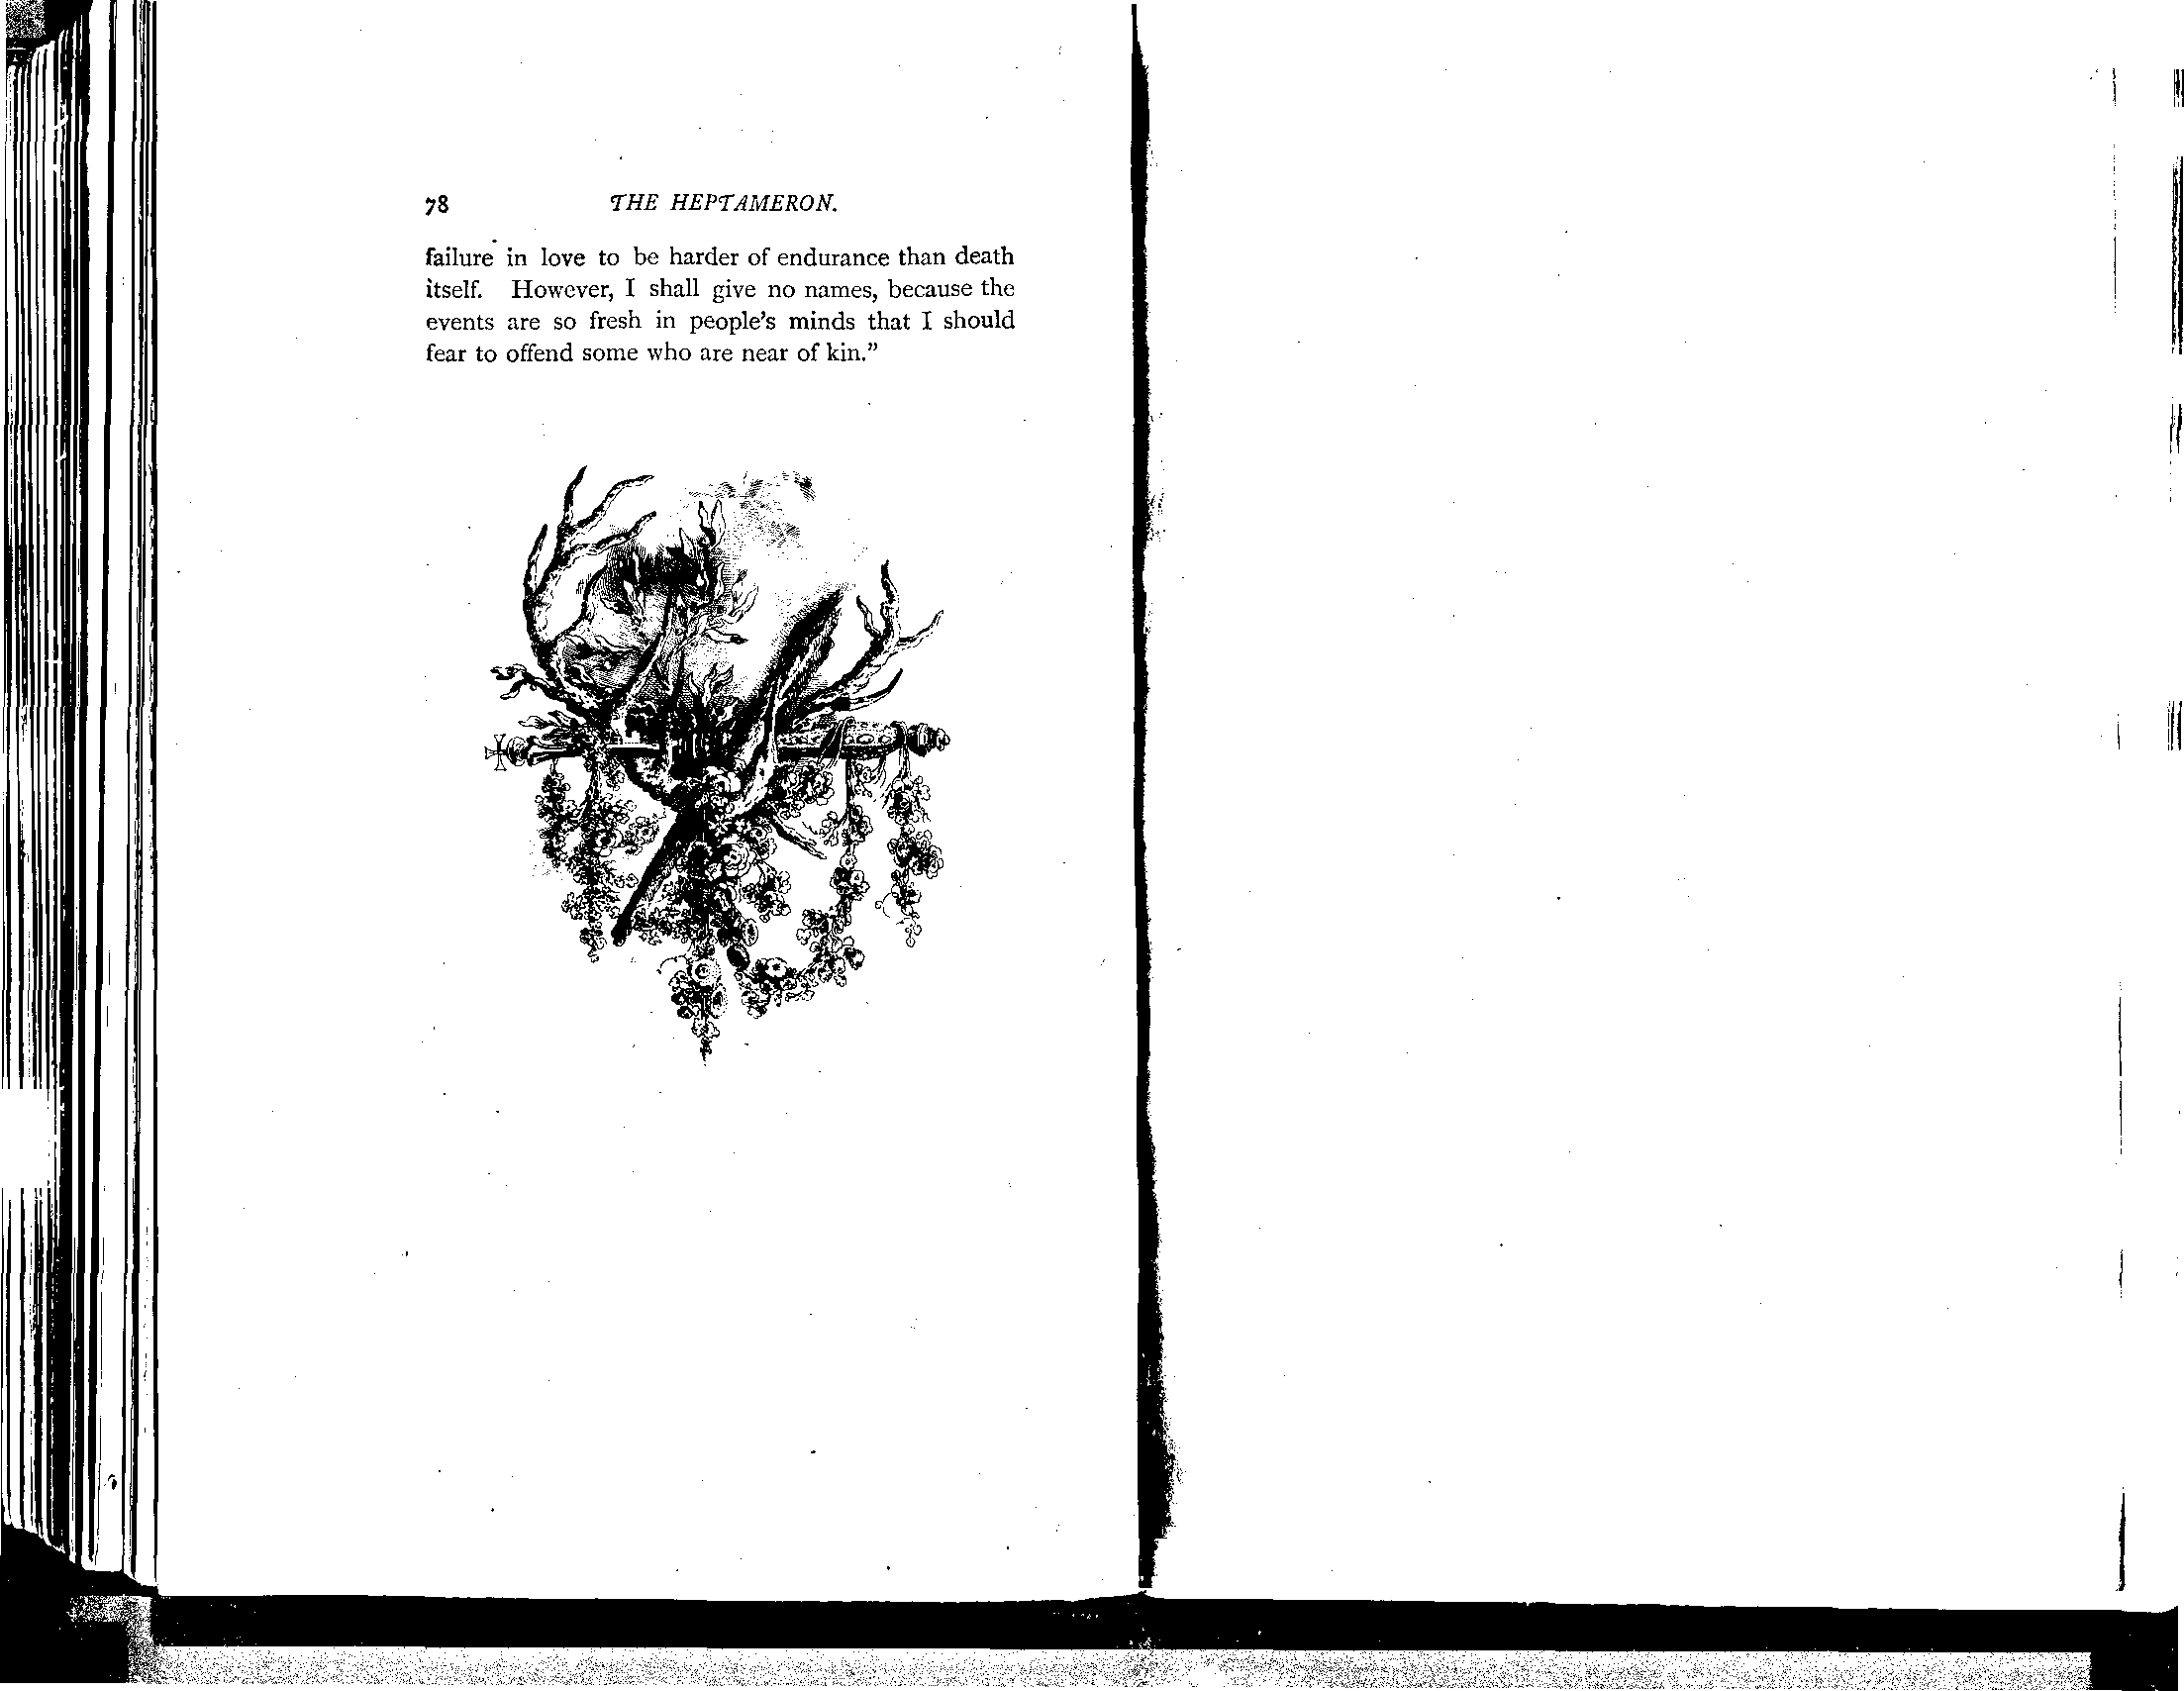 78 THE HEPTAMERON.
failure in love to be harder of endurance than death
itself. However, I shall give no names, because the
events are so fresh in people's minds that I should
fear to offend some who are near of kin.”